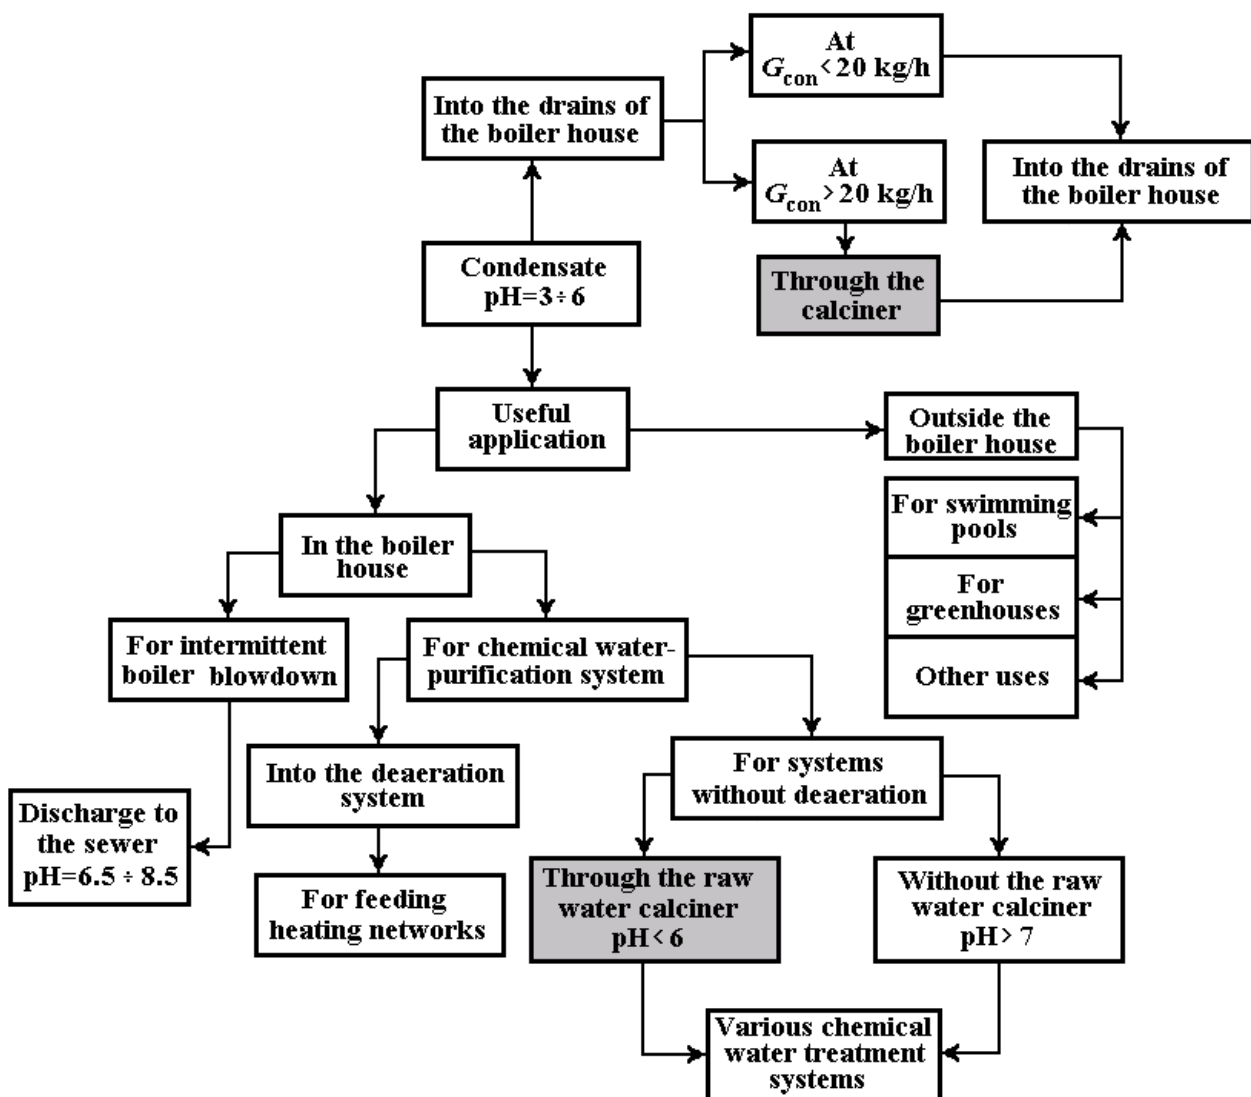 At
G con < 20 kg/h
Into the drains of
the boiler house
At
G con > 20 kg/h
Into the drains of
the boiler house
Through the
calciner
Condensate
pH=3÷6
Useful
application
Outside the
boiler house
For swimming
pools
For
greenhouses
Other uses
In the boiler
house
For intermittent
boiler blowdown
For chemical water-
purification system
Into the deaeration
system
For systems
without deaeration
Discharge to
the sewer
pH=6.5÷8.5
For feeding
heating networks
Through the raw
water calciner
pH<6
Without the raw
water calciner
pH>7
Various chemical
water treatment
systems